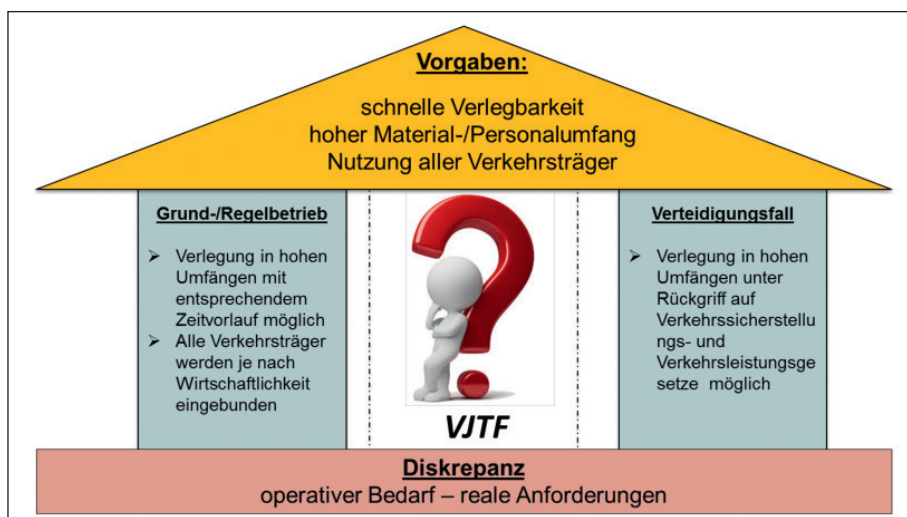 Vorgaben:
schnelle Verlegbarkeit
hoher Material-/Personalumfang
Nutzung aller Verkehrsträger
Grund-/Regelbetrieb
➢ Verlegung in hohen
Umfängen mit
entsprechendem
Zeitvorlauf möglich
➢ Alle Verkehrsträger
werden je nach
Wirtschaftlichkeit
eingebunden
?
VJTF
Verteidigungsfall
➢ Verlegung in hohen
Umfängen unter
Rückgriff auf
Verkehrssicherstellu
ngs- und
Verkehrsleistungsge
setze möglich
Diskrepanz
operativer Bedarf – reale Anforderungen